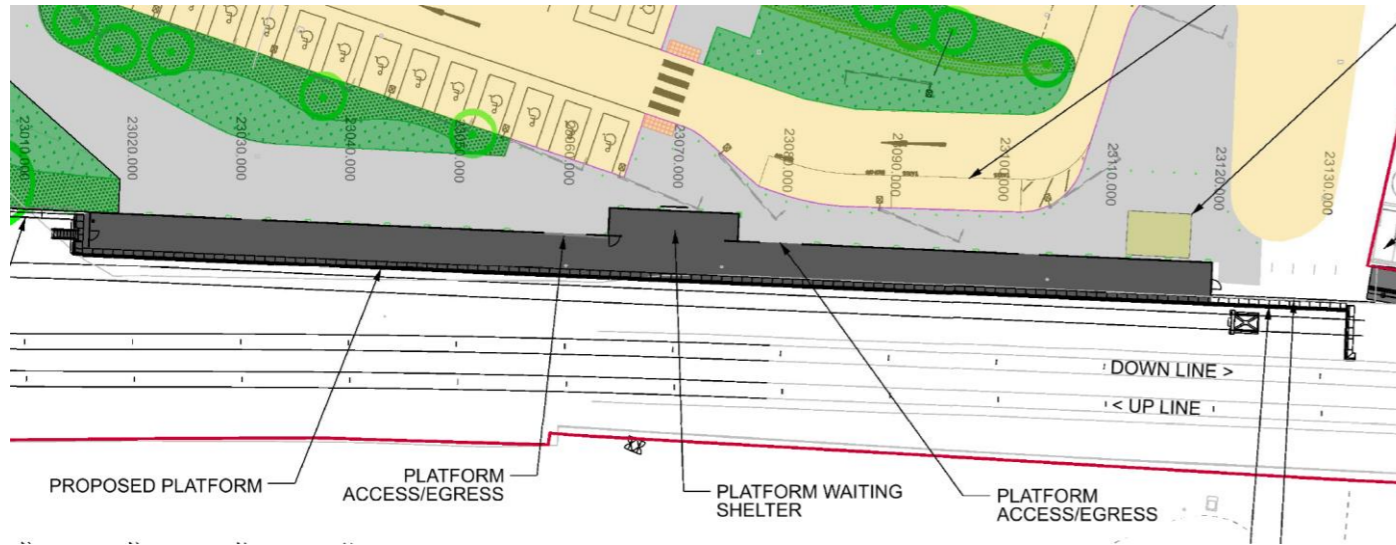 23010.000
23020.000
23030.000
23040.000
23050.000
23060.000
23070.000
23080.000
23090.000
23100.000
23110.000
23120.000
23130.000
DOWN LINE >
< UP LINE
PROPOSED PLATFORM
PLATFORM
ACCESS/EGRESS
PLATFORM WAITING
SHELTER
PLATFORM
ACCESS/EGRESS